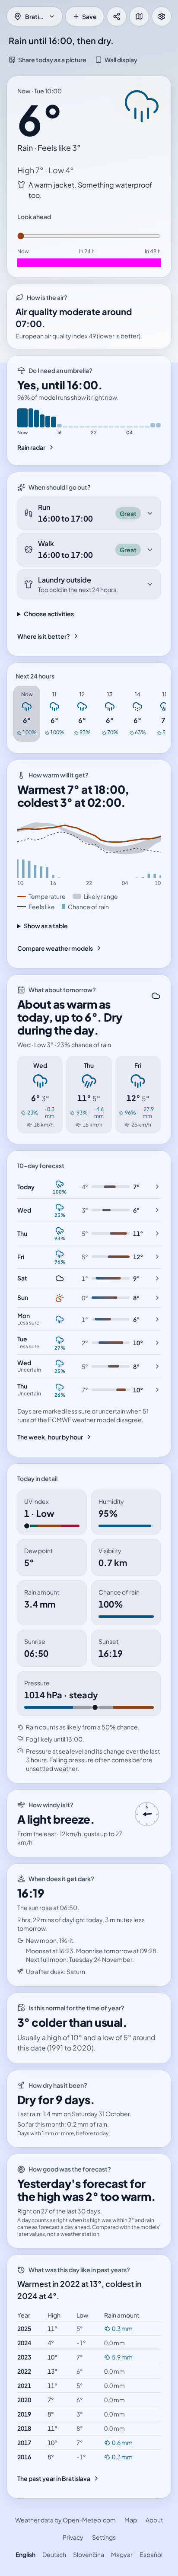 Brati...
Save
Rain until 16:00, then dry.
Share today as a picture
Wall display
Now · Tue 10:00
6°
Rain · Feels like 3°
High 7° · Low 4°
A warm jacket. Something waterproof
too.
Look ahead
Now
In 24 h
In 48 h
How is the air?
Air quality moderate around
07:00.
European air quality index 49 (lower is better).
Do I need an umbrella?
Yes, until 16:00.
96% of model runs show it right now.
Now 16 22 04
Rain radar
When should I go out?
Run
16:00 to 17:00
Great
Walk
16:00 to 17:00
Great
Laundry outside
Too cold in the next 24 hours.
Choose activities
Where is it better?
Next 24 hours
Now 11 12 13 14
6° 6° 6° 6° 6° 7
100% 100% 93% 70% 63% 5
How warm will it get?
Warmest 7° at 18:00,
coldest 3° at 02:00.
10 16 22 04 10
Temperature
Likely range
Feels like
Chance of rain
Show as a table
Compare weather models
What about tomorrow?
About as warm as
today, up to 6°. Dry
during the day.
Wed · Low 3° · 23% chance of rain
Wed Thu Fri
6° 3° 11° 5° 12° 5°
23% 0.3 mm 93% 4.6 mm 96% 27.9 mm
18 km/h 15 km/h 25 km/h
10-day forecast
Today 100% 4° 7°
Wed 23% 3° 6°
Thu 93% 5° 11°
Fri 96% 5° 12°
Sat 1° 9°
Sun 0° 8°
Mon
Less sure
1° 6°
Tue
Less sure
27% 2° 10°
Wed
Uncertain
25% 5° 8°
Thu
Uncertain
26% 7° 10°
Days are marked less sure or uncertain when 51
runs of the ECMWF weather model disagree.
The week, hour by hour
Today in detail
UV index
1 · Low
Humidity
95%
Dew point
5°
Visibility
0.7 km
Rain amount
3.4 mm
Chance of rain
100%
Sunrise
06:50
Sunset
16:19
Pressure
1014 hPa · steady
Rain counts as likely from a 50% chance.
Fog likely until 13:00.
Pressure at sea level and its change over the last
3 hours. Falling pressure often comes before
unsettled weather.
How windy is it?
A light breeze.
From the east · 12 km/h, gusts up to 27
km/h
When does it get dark?
16:19
The sun rose at 06:50.
9 hrs, 29 mins of daylight today, 3 minutes less
tomorrow.
New moon, 1% lit.
Moonset at 16:23. Moonrise tomorrow at 09:28.
Next full moon: Tuesday 24 November.
Up after dusk: Saturn.
Is this normal for the time of year?
3° colder than usual.
Usually a high of 10° and a low of 5° around
this date (1991 to 2020).
How dry has it been?
Dry for 9 days.
Last rain: 1.4 mm on Saturday 31 October.
So far this month: 0.2 mm of rain.
Days with 1 mm or more, before today.
How good was the forecast?
Yesterday's forecast for
the high was 2° too warm.
Right on 27 of the last 30 days.
A day counts as right when its high was within 2° and rain
came as forecast a day ahead. Compared with the models'
later values, not a weather station.
What was this day like in past years?
Warmest in 2022 at 13°, coldest in
2024 at 4°.
Year High Low Rain amount
2025 11° 5° 0.3 mm
2024 4° -1° 0.0 mm
2023 10° 7° 5.9 mm
2022 13° 6° 0.0 mm
2021 11° 5° 0.0 mm
2020 7° 6° 0.0 mm
2019 8° 3° 0.0 mm
2018 11° 8° 0.0 mm
2017 10° 7° 0.6 mm
2016 8° -1° 0.3 mm
The past year in Bratislava
Weather data by Open-Meteo.com Map About
Privacy Settings
English Deutsch Slovenčina Magyar Español